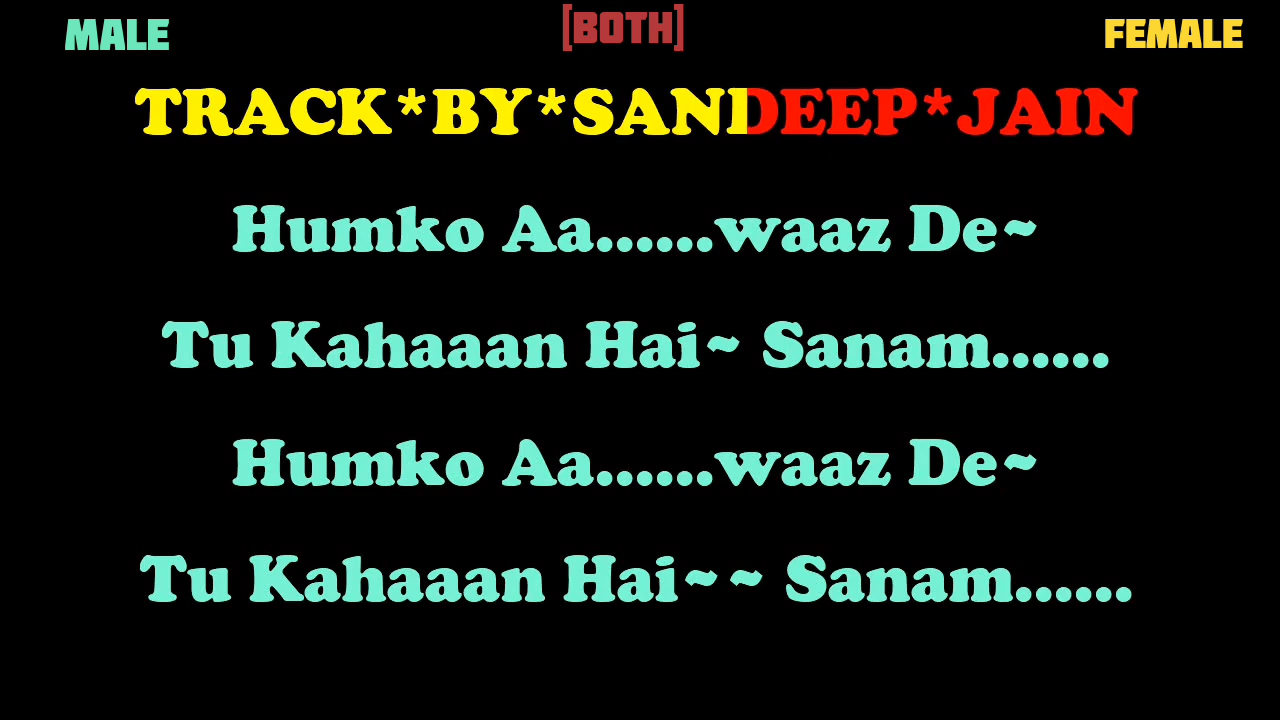 MALE [BOTH] FEMALE
TRACK*BY*SANDEEP*JAIN
Humko Aa......waaz De~
Tu Kahaaan Hai~ Sanam......
Humko Aa......waaz De~
Tu Kahaaan Hai~~ Sanam......